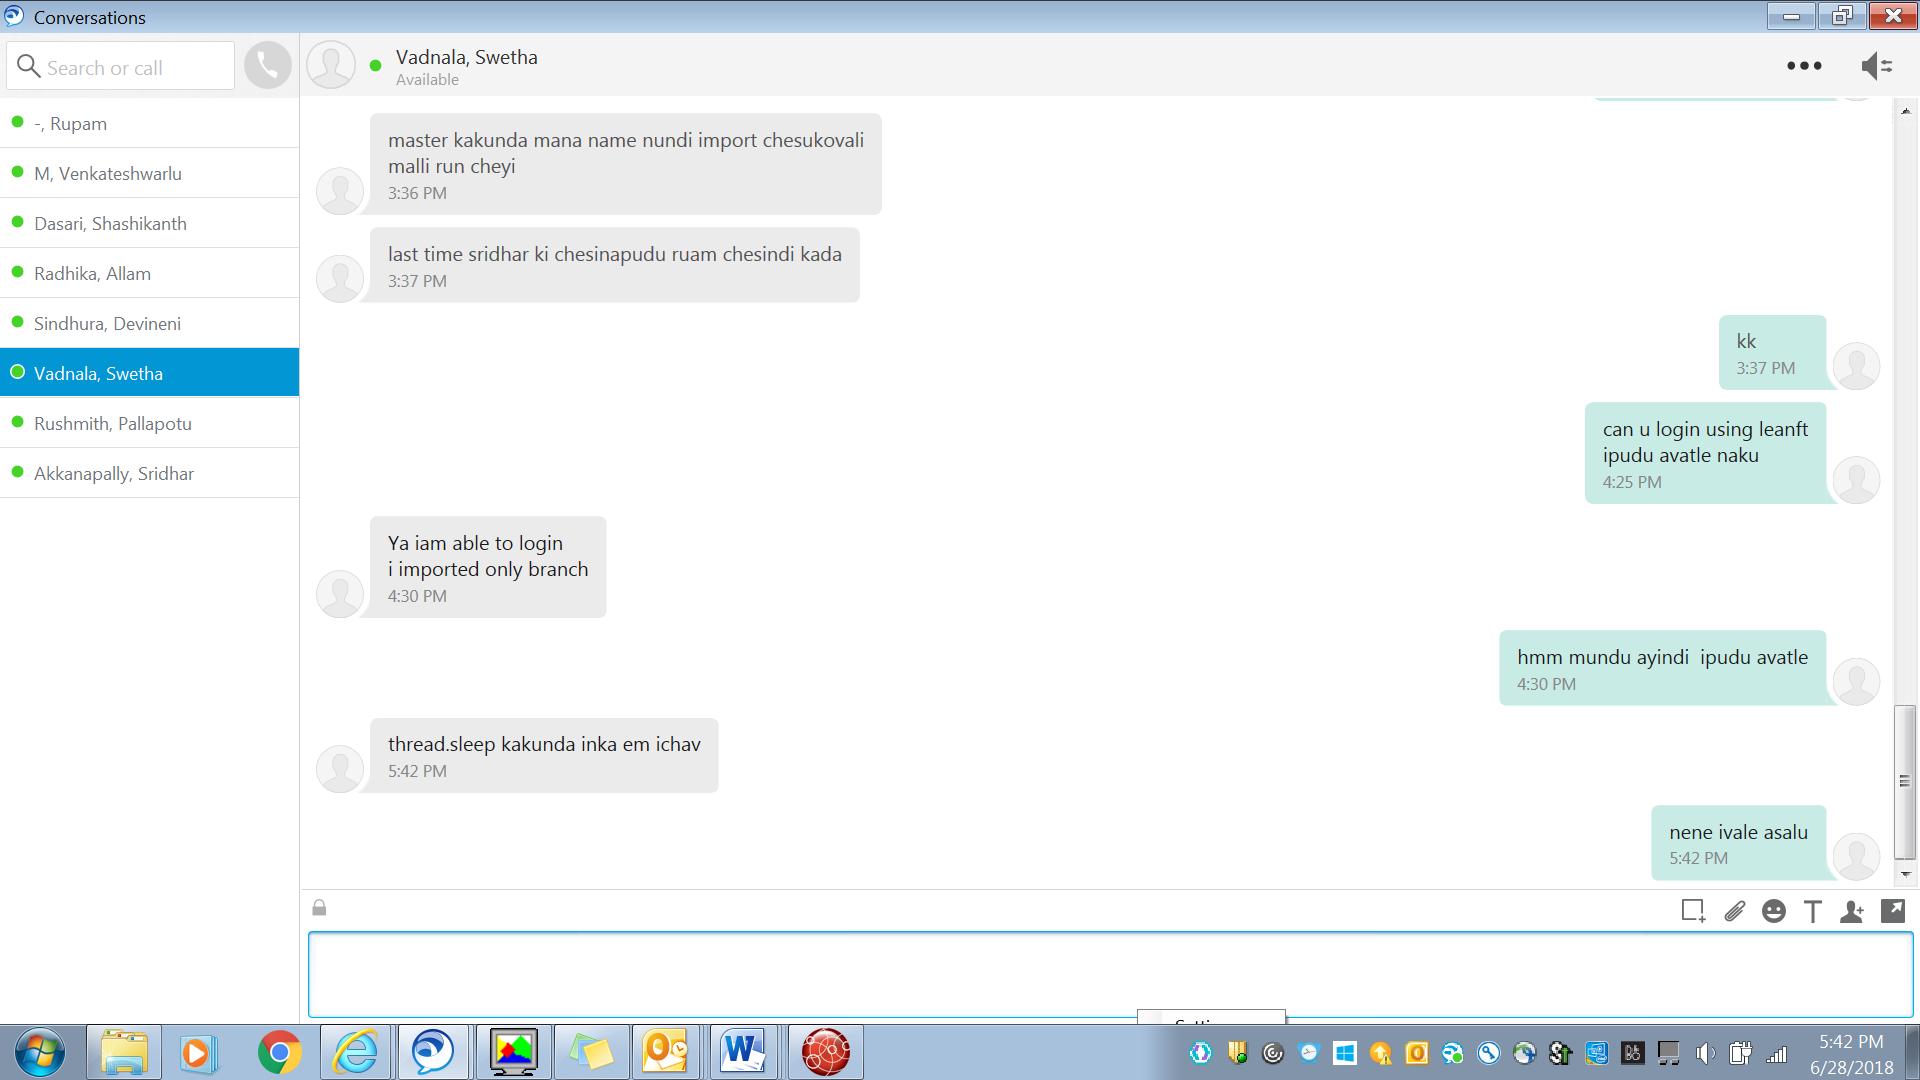 Conversations
Search or call
-, Rupam
M, Venkateshwarlu
Dasari, Shashikanth
Radhika, Allam
Sindhura, Devineni
Vadnala, Swetha
Rushmith, Pallapotu
Akkanapally, Sridhar
Vadnala, Swetha
Available
master kakunda mana name nundi import chesukovali
malli run cheyi
3:36 PM
last time sridhar ki chesinapudu ruam chesindi kada
3:37 PM
kk
3:37 PM
can u login using leanft
ipudu avatle naku
4:25 PM
Ya iam able to login
i imported only branch
4:30 PM
hmm mundu ayindi  ipudu avatle
4:30 PM
thread.sleep kakunda inka em ichav
5:42 PM
nene ivale asalu
5:42 PM
5:42 PM
6/28/2018